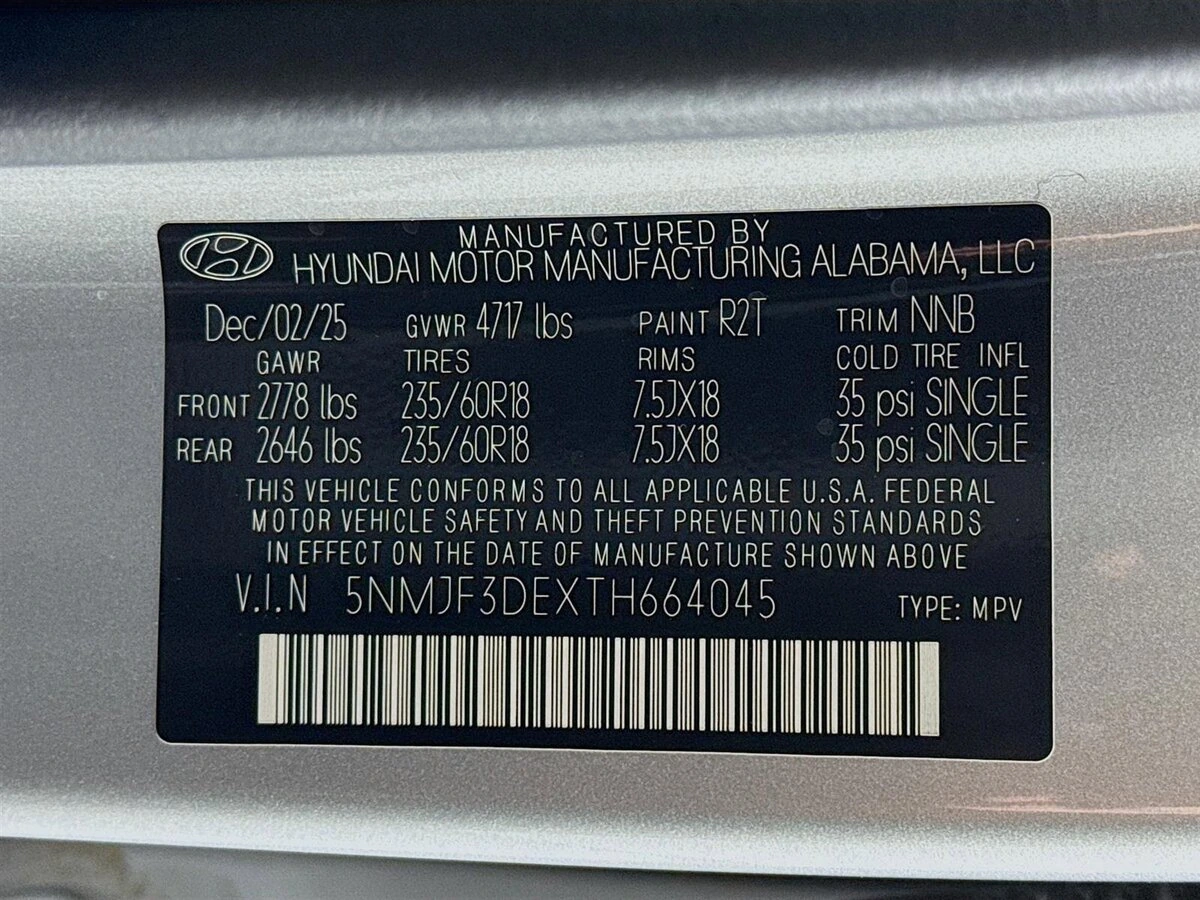 MANUFACTURED BY
HYUNDAI MOTOR MANUFACTURING ALABAMA, LLC
Dec/02/25 GVWR 4717 lbs PAINT R2T TRIM NNB
GAWR TIRES RIMS COLD TIRE INFL
FRONT 2778 lbs 235/60R18 7.5JX18 35 psi SINGLE
REAR 2646 lbs 235/60R18 7.5JX18 35 psi SINGLE
THIS VEHICLE CONFORMS TO ALL APPLICABLE U.S.A. FEDERAL
MOTOR VEHICLE SAFETY AND THEFT PREVENTION STANDARDS
IN EFFECT ON THE DATE OF MANUFACTURE SHOWN ABOVE
V.I.N 5NMJF3DEXTH664045 TYPE: MPV